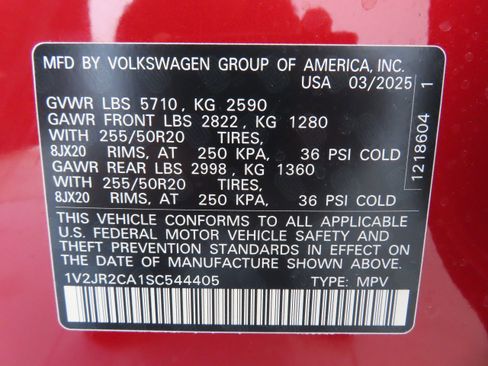 MFD BY VOLKSWAGEN GROUP OF AMERICA, INC.
USA 03/2025
GVWR LBS 5710, KG 2590
GAWR FRONT LBS 2822, KG 1280
WITH 255/50R20 TIRES,
8JX20 RIMS, AT 250 KPA, 36 PSI COLD
GAWR REAR LBS 2998, KG 1360
WITH 255/50R20 TIRES,
8JX20 RIMS, AT 250 KPA, 36 PSI COLD
THIS VEHICLE CONFORMS TO ALL APPLICABLE
U.S. FEDERAL MOTOR VEHICLE SAFETY AND
THEFT PREVENTION STANDARDS IN EFFECT ON
THE DATE OF MANUFACTURE SHOWN ABOVE.
1V2JR2CA1SC544405 TYPE: MPV
1218604 1